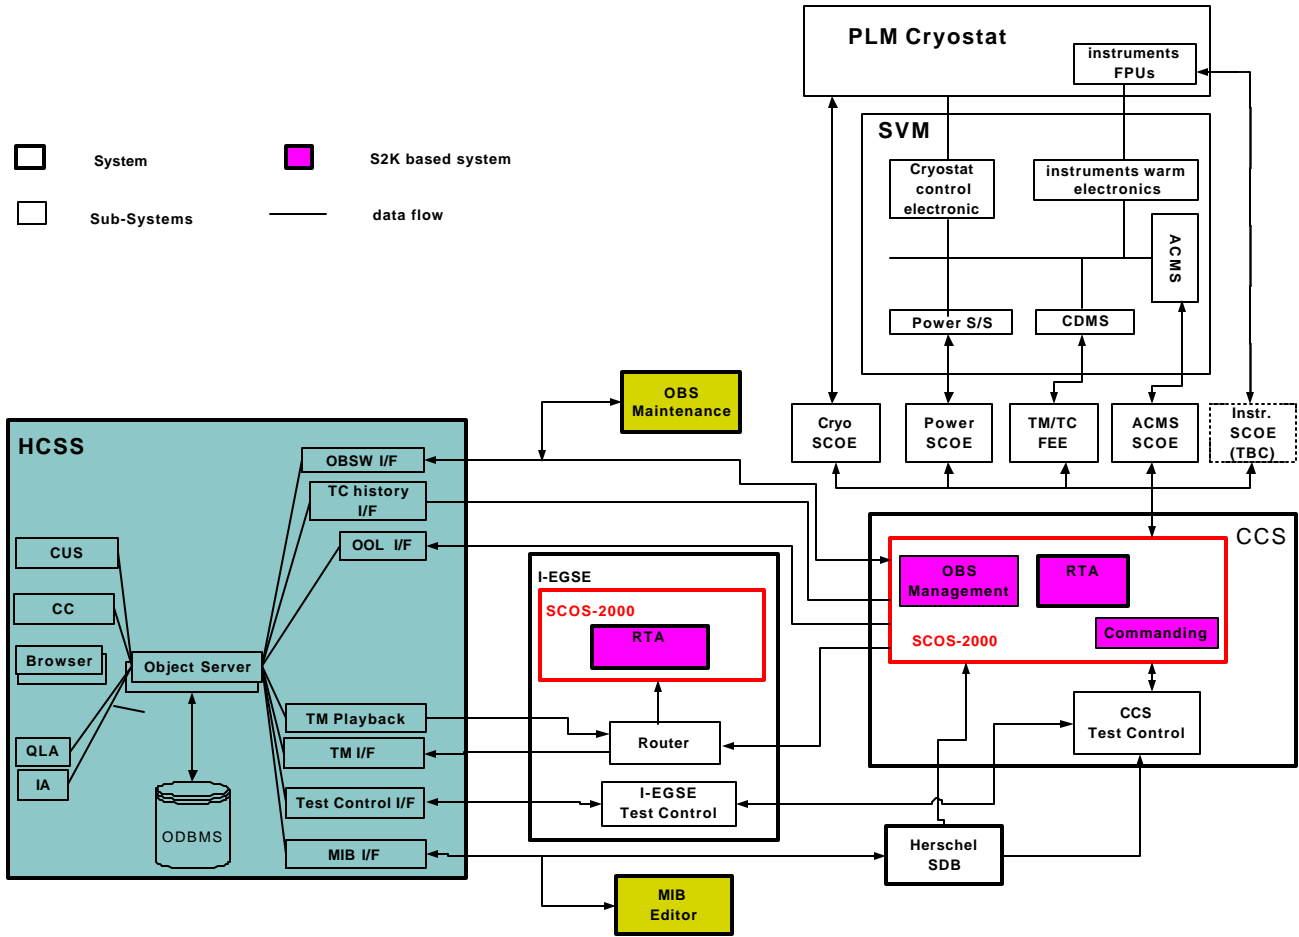 PLM Cryostat
instruments
FPUs
SVM
System
S2K based system
Sub-Systems
data flow
Cryostat
control
electronic
instruments warm
electronics
ACMS
Power S/S
CDMS
OBS
Maintenance
Cryo
SCOE
Power
SCOE
TM/TC
FEE
ACMS
SCOE
Instr.
SCOE
(TBC)
HCSS
OBSW I/F
TC history
I/F
OOL I/F
CUS
CC
Browser
Object Server
QLA
IA
ODBMS
TM Playback
TM I/F
Test Control I/F
MIB I/F
I-EGSE
SCOS-2000
RTA
Router
I-EGSE
Test Control
CCS
OBS
Management
RTA
Commanding
SCOS-2000
CCS
Test Control
Herschel
SDB
MIB
Editor